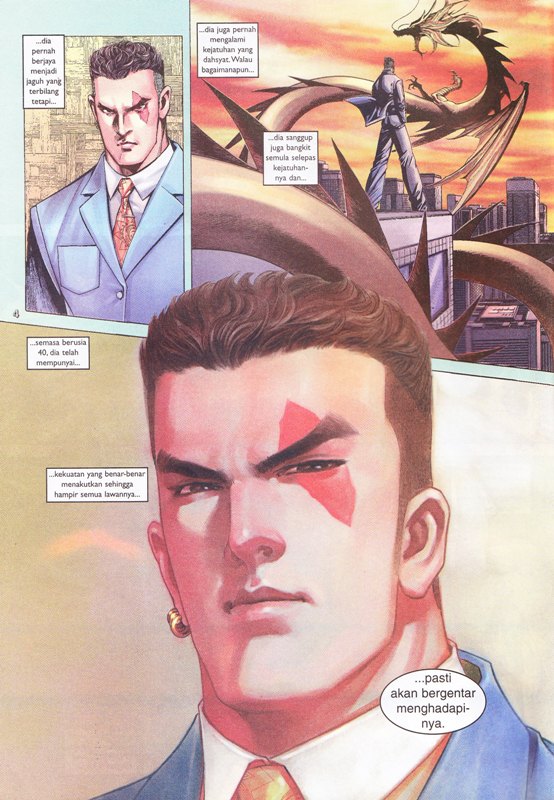 ...dia
pernah
berjaya
menjadi
jaguh yang
terbilang
tetapi...
...dia juga pernah
mengalami
kejatuhan yang
dahsyat. Walau
bagaimanapun...
...dia sanggup
juga bangkit
semula selepas
kejatuhan-
nya dan...
4
...semasa berusia
40, dia telah
mempunyai...
...kekuatan yang benar-benar
menakutkan sehingga
hampir semua lawannya...
...pasti
akan bergentar
menghadapi-
nya.